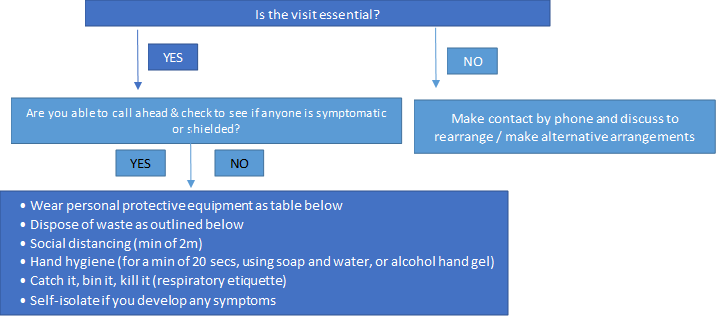 Is the visit essential?
YES
NO
Are you able to call ahead & check to see if anyone is symptomatic
or shielded?
Make contact by phone and discuss to
rearrange / make alternative arrangements
YES
NO
• Wear personal protective equipment as table below
• Dispose of waste as outlined below
• Social distancing (min of 2m)
• Hand hygiene (for a min of 20 secs, using soap and water, or alcohol hand gel)
• Catch it, bin it, kill it (respiratory etiquette)
• Self-isolate if you develop any symptoms